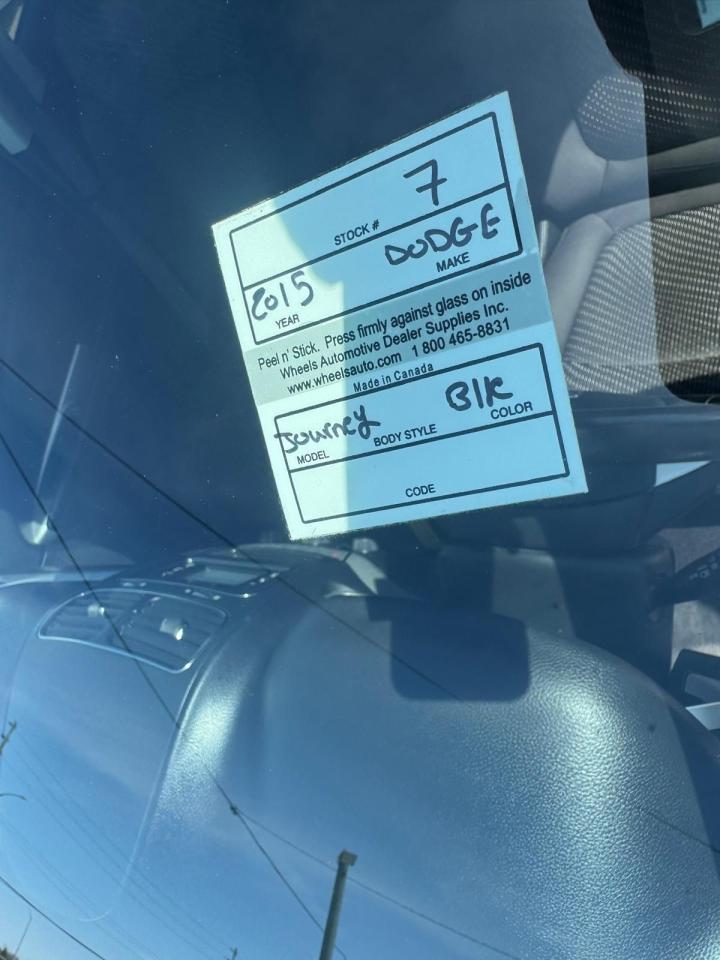 7
STOCK #
2015 DODGE
YEAR MAKE
Peel n' Stick. Press firmly against glass on inside
Wheels Automotive Dealer Supplies Inc.
www.wheelsauto.com 1 800 465-8831
Made in Canada
Journey Blk
MODEL BODY STYLE COLOR
CODE